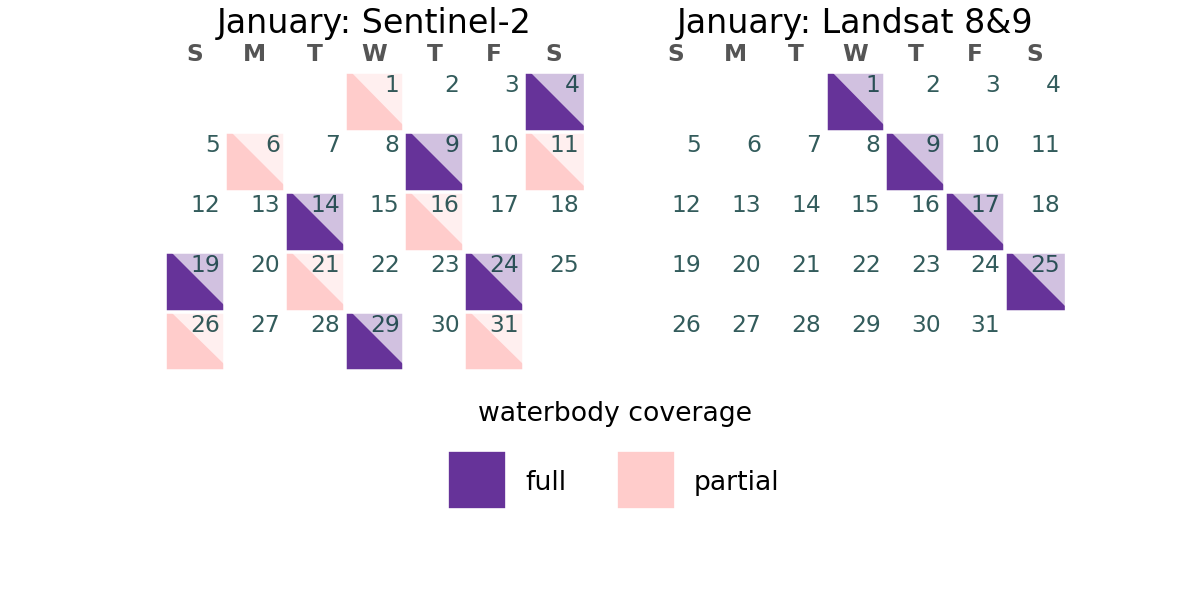 January: Sentinel-2
S M T W T F S
1 2 3 4
5 6 7 8 9 10 11
12 13 14 15 16 17 18
19 20 21 22 23 24 25
26 27 28 29 30 31
January: Landsat 8&9
S M T W T F S
1 2 3 4
5 6 7 8 9 10 11
12 13 14 15 16 17 18
19 20 21 22 23 24 25
26 27 28 29 30 31
waterbody coverage
full
partial